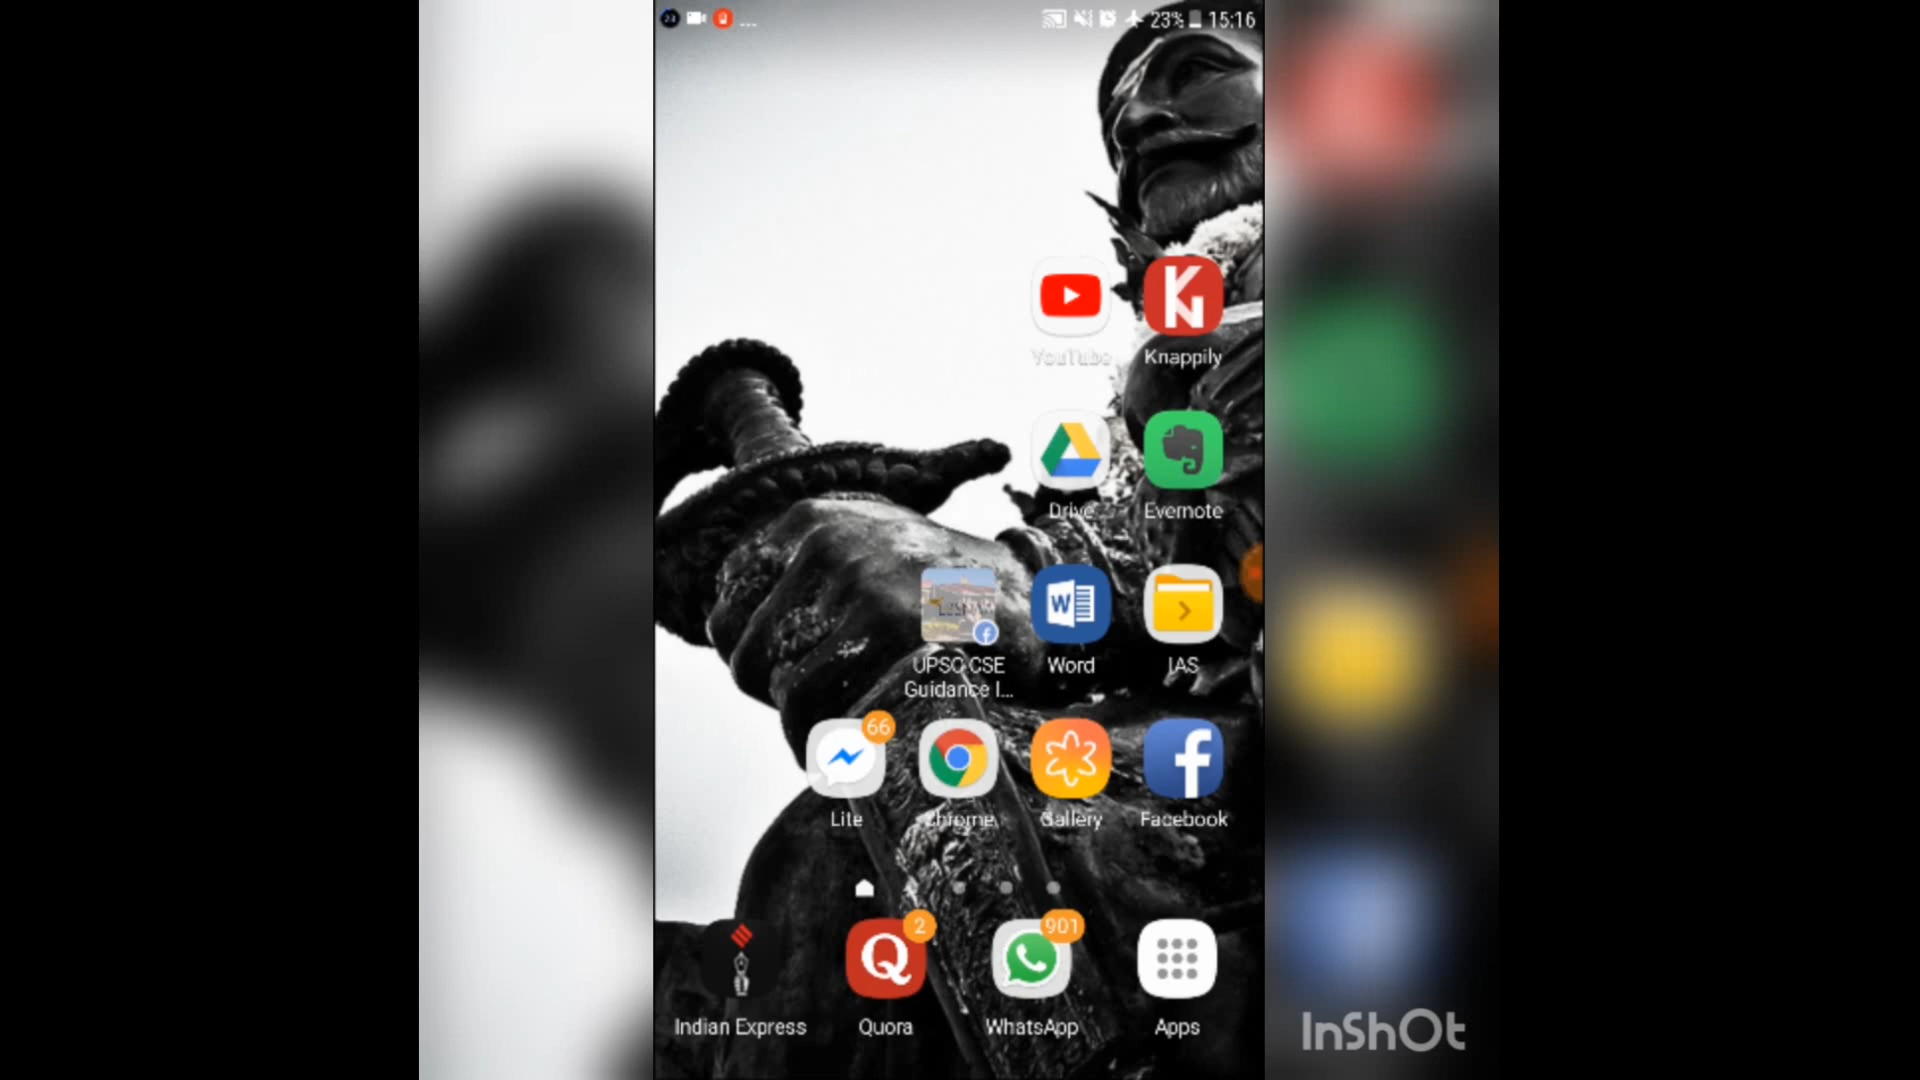 23% 15:16
YouTube Knappily
Drive Evernote
UPSC CSE Word IAS
Guidance I...
66
Lite Chrome Gallery Facebook
2 901
Indian Express Quora WhatsApp Apps
InShOt